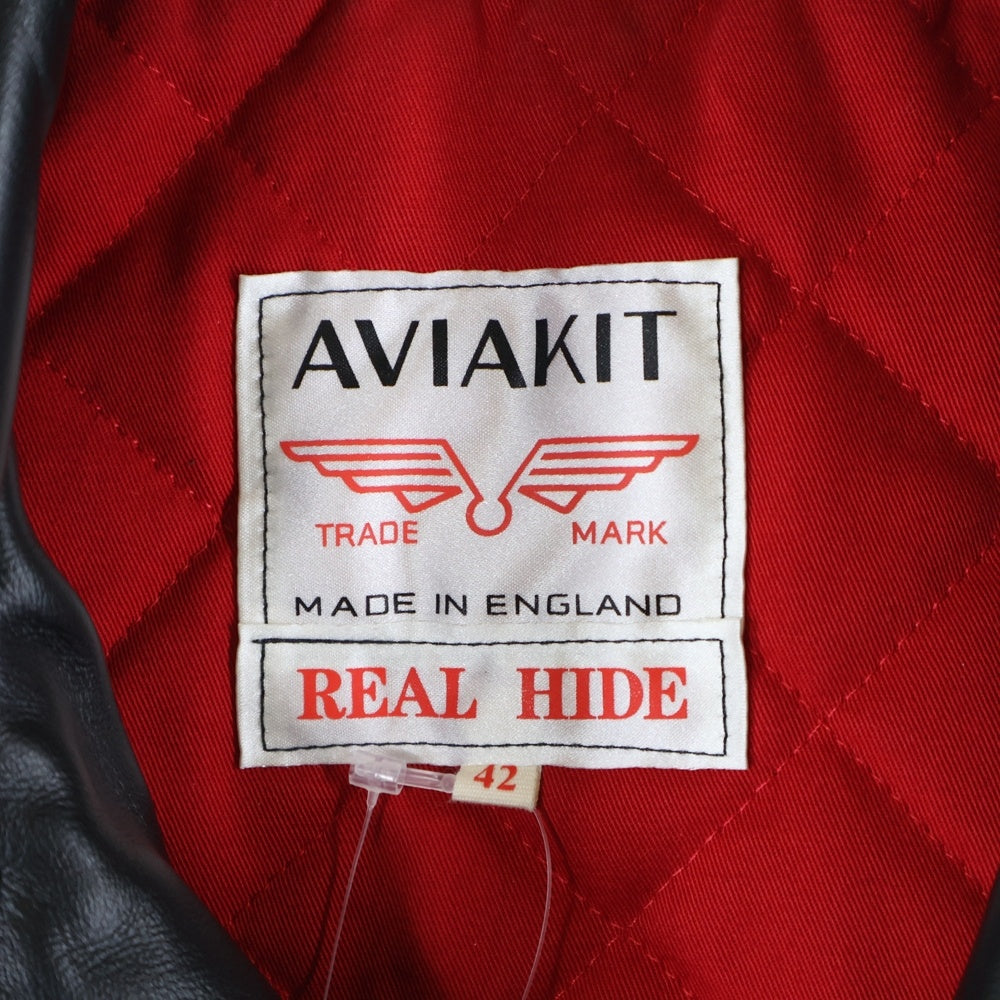 AVIAKIT
TRADE MARK
MADE IN ENGLAND
REAL HIDE
42